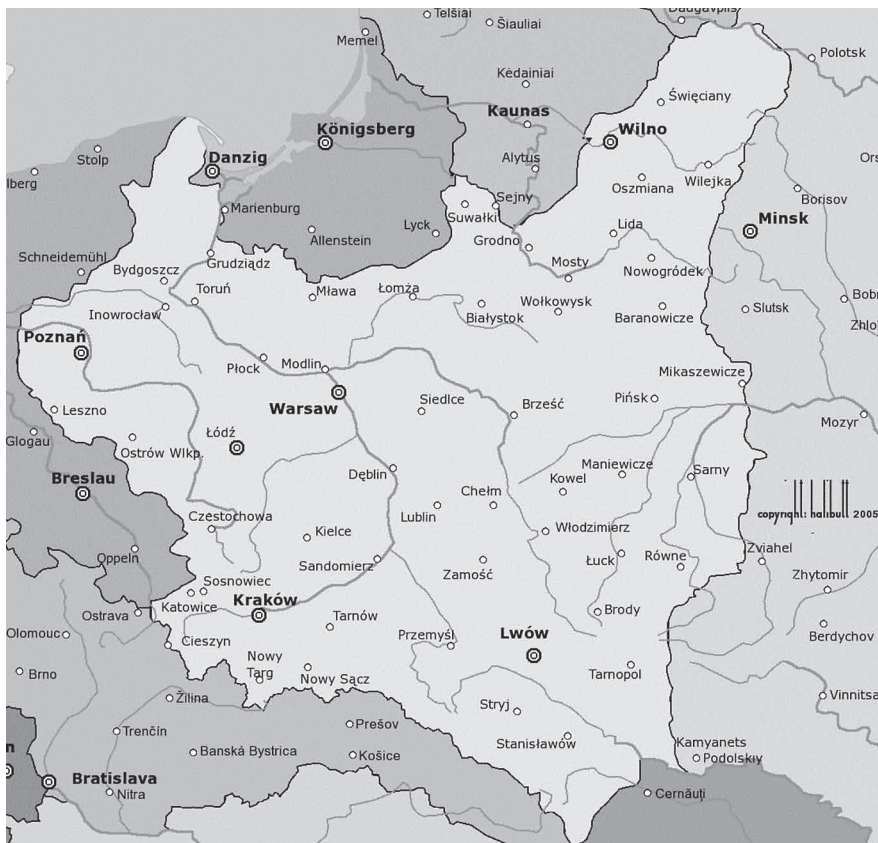 Telšiai
Daugavpils
Šiauliai
Memel
Polotsk
Kėdainiai
Święciany
Kaunas
Wilno
Königsberg
Danzig
Stolp
Alytus
Oszmiana
Wilejka
Sejny
Borisov
Suwałki
Marienburg
Minsk
Lyck
Lida
Allenstein
Grodno
Schneidemühl
Bydgoszcz
Grudziądz
Mosty
Nowogródek
Toruń
Mława
Łomża
Wołkowysk
Inowrocław
Białystok
Baranowicze
Slutsk
Poznań
Płock
Modlin
Mikaszewicze
Siedlce
Warsaw
Brześć
Pińsk
Leszno
Mozyr
Glogau
Łódź
Ostrów Wlkp.
Breslau
Dęblin
Maniewicze
Kowel
Sarny
Chełm
Częstochowa
Lublin
copyright: halibutt 2005
Włodzimierz
Kielce
Oppeln
Sandomierz
Łuck
Równe
Zviahel
Zamość
Zhytomir
Sosnowiec
Katowice
Kraków
Ostrava
Tarnów
Brody
Olomouc
Cieszyn
Przemyśl
Lwów
Berdychov
Nowy
Targ
Brno
Nowy Sącz
Tarnopol
Žilina
Stryj
Vinnitsa
Prešov
Trenčín
Stanisławów
Kamyanets
Podolskiy
Banská Bystrica
Košice
Bratislava
Nitra
Cernăuți